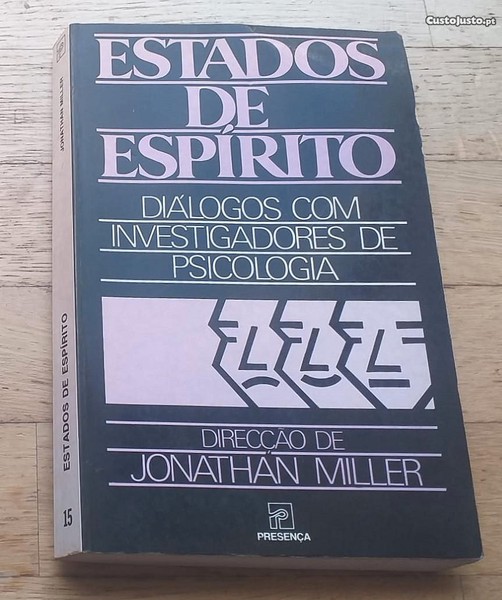 CustoJusto.pt
ESTADOS
DE
ESPÍRITO
DIÁLOGOS COM
INVESTIGADORES DE
PSICOLOGIA
DIRECÇÃO DE
JONATHAN MILLER
PRESENÇA
JONATHAN MILLER
ESTADOS DE ESPÍRITO
15